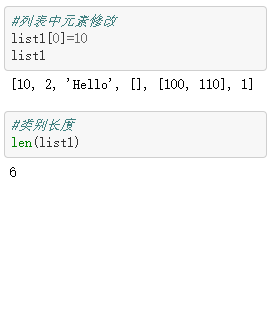 #列表中元素修改
list1[0]=10
list1
[10, 2, 'Hello', [], [100, 110], 1]
#类别长度
len(list1)
6